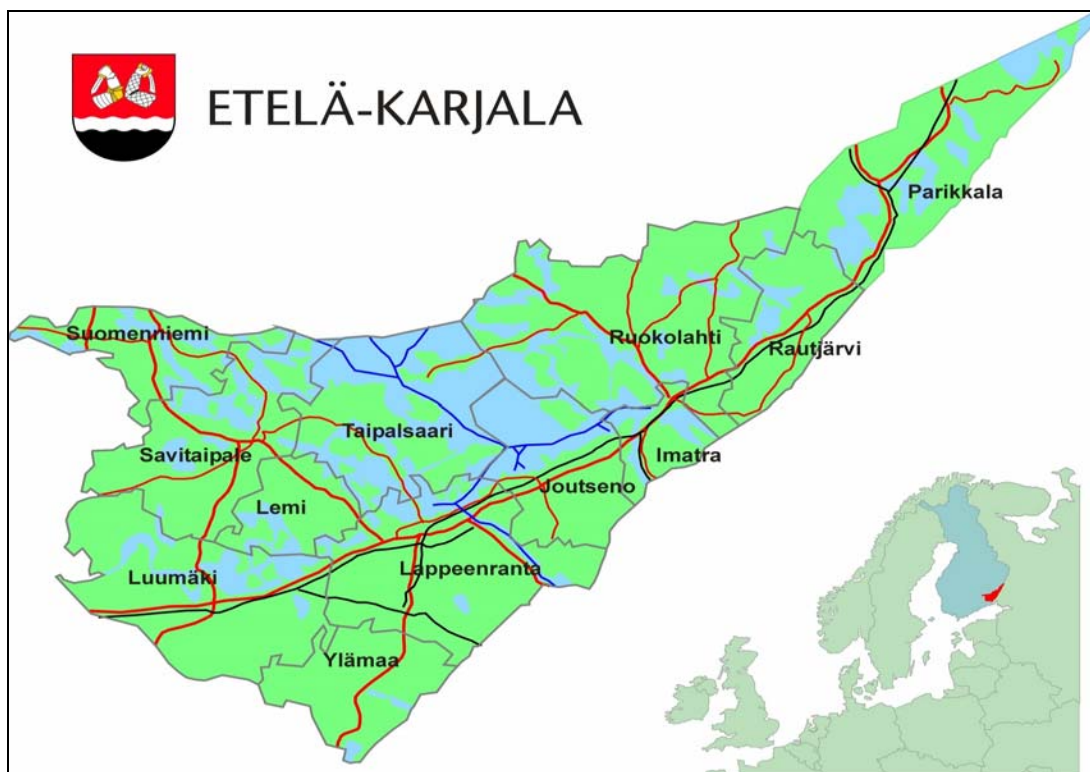 ETELÄ-KARJALA
Parikkala
Suomenniemi
Ruokolahti
Rautjärvi
Taipalsaari
Savitaipale
Imatra
Joutseno
Lemi
Luumäki
Lappeenranta
Ylämaa